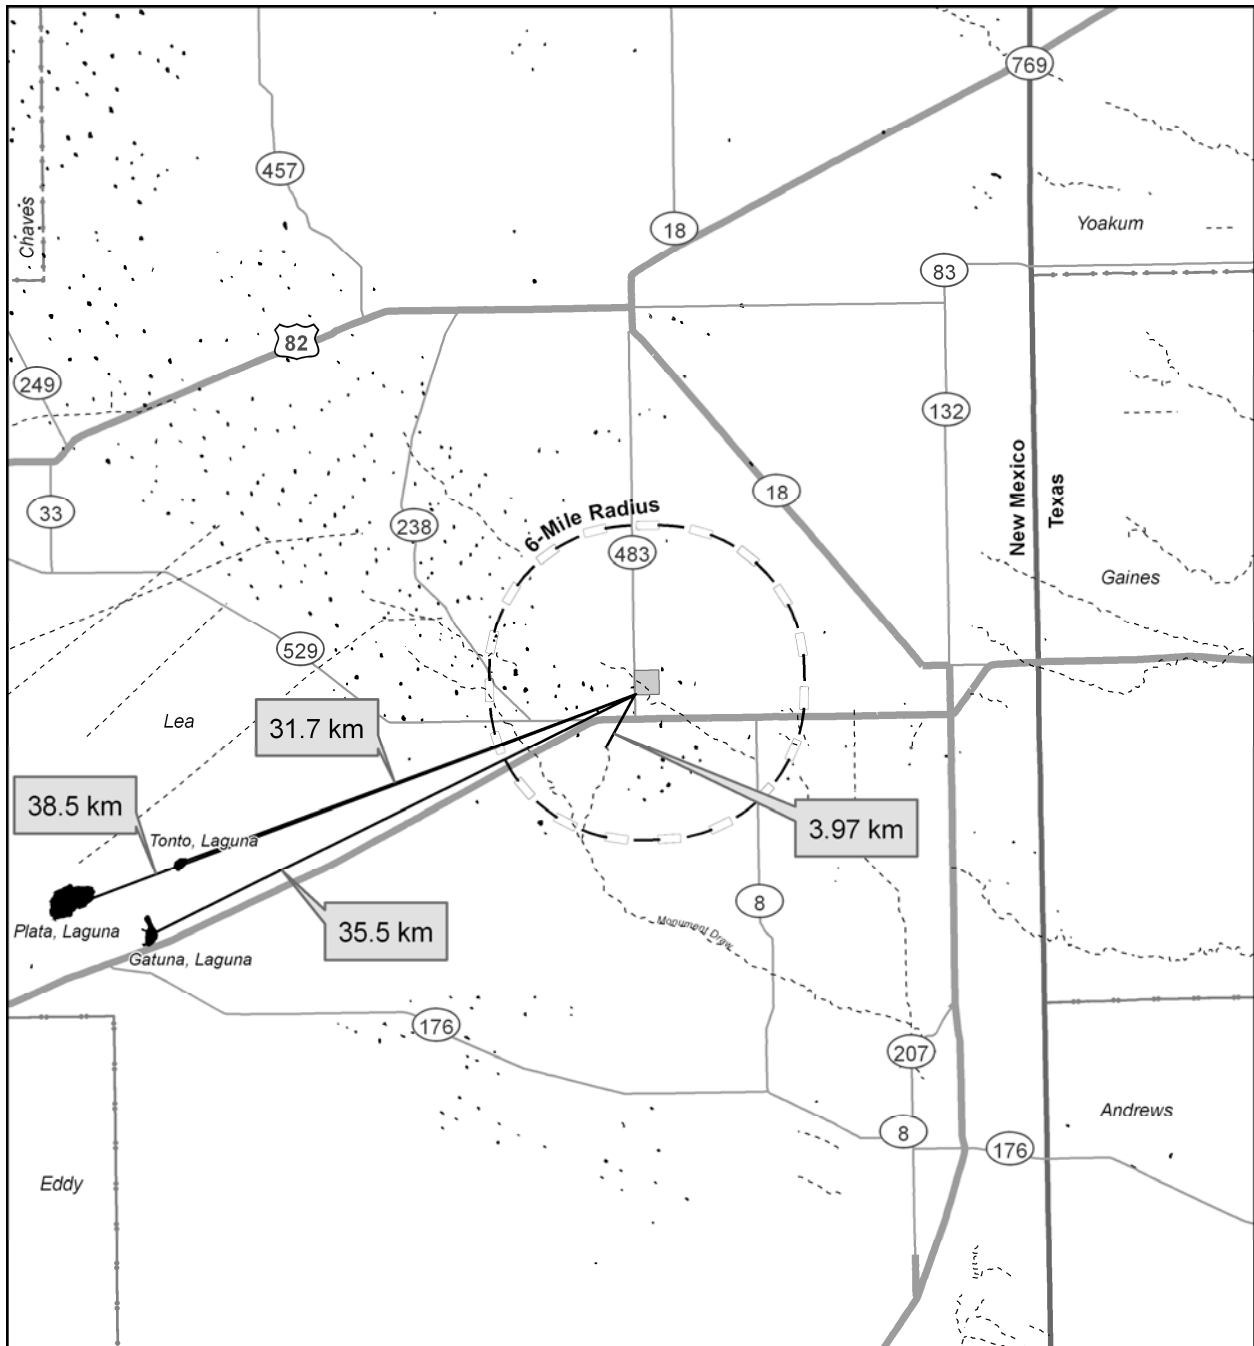 769
457
Chaves
18
Yoakum
83
82
249
132
New Mexico
Texas
18
33
6-Mile Radius
238
483
Gaines
529
Lea
31.7 km
38.5 km
3.97 km
Tonto, Laguna
8
Plata, Laguna
35.5 km
Monument Draw
Gatuna, Laguna
176
207
Andrews
8
176
Eddy